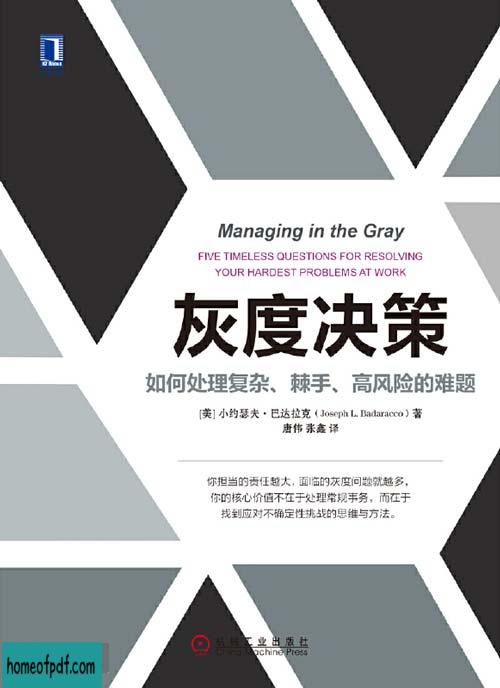 Managing in the Gray
FIVE TIMELESS QUESTIONS FOR RESOLVING
YOUR HARDEST PROBLEMS AT WORK
灰度决策
如何处理复杂、棘手、高风险的难题
[美] 小约瑟夫·巴达拉克（Joseph L. Badaracco）著
唐伟 张鑫 译
你担当的责任越大，面临的灰度问题就越多，
你的核心价值不在于处理常规事务，而在于
找到应对不确定性挑战的思维与方法。
机械工业出版社
China Machine Press
homeofpdf.com